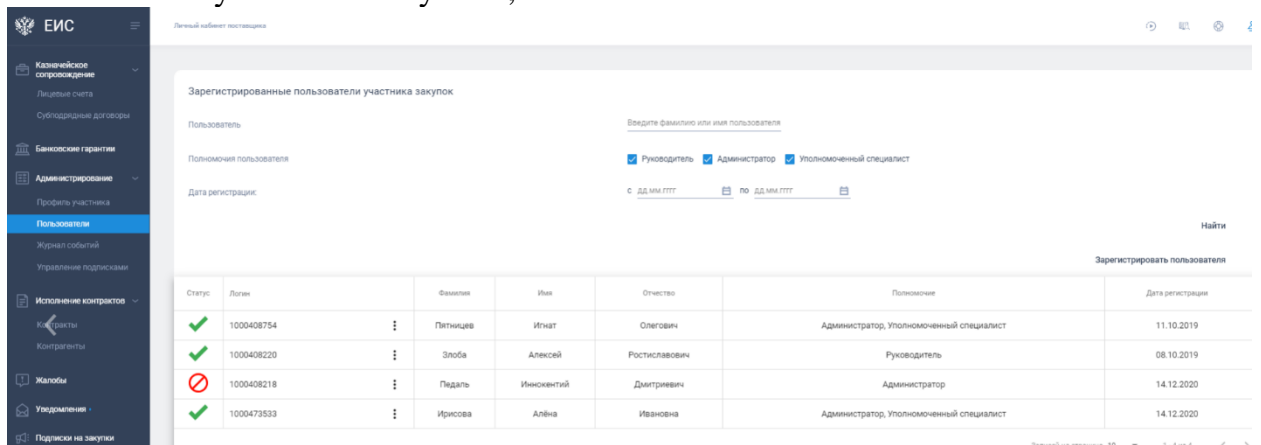 ЕИС
Личный кабинет поставщика
Казначейское
сопровождение
Лицевые счета
Субподрядные договоры
Банковские гарантии
Администрирование
Профиль участника
Пользователи
Журнал событий
Управление подписками
Исполнение контрактов
Контракты
Контрагенты
Жалобы
Уведомления
Подписки на закупки
Зарегистрированные пользователи участника закупок
Пользователь Введите фамилию или имя пользователя
Полномочия пользователя Руководитель Администратор Уполномоченный специалист
Дата регистрации: с дд.мм.гггг по дд.мм.гггг
Найти
Зарегистрировать пользователя
Статус Логин Фамилия Имя Отчество Полномочие Дата регистрации
1000408754 Пятницев Игнат Олегович Администратор, Уполномоченный специалист 11.10.2019
1000408220 Злоба Алексей Ростиславович Руководитель 08.10.2019
1000408218 Педаль Иннокентий Дмитриевич Администратор 14.12.2020
1000473533 Ирисова Алёна Ивановна Администратор, Уполномоченный специалист 14.12.2020